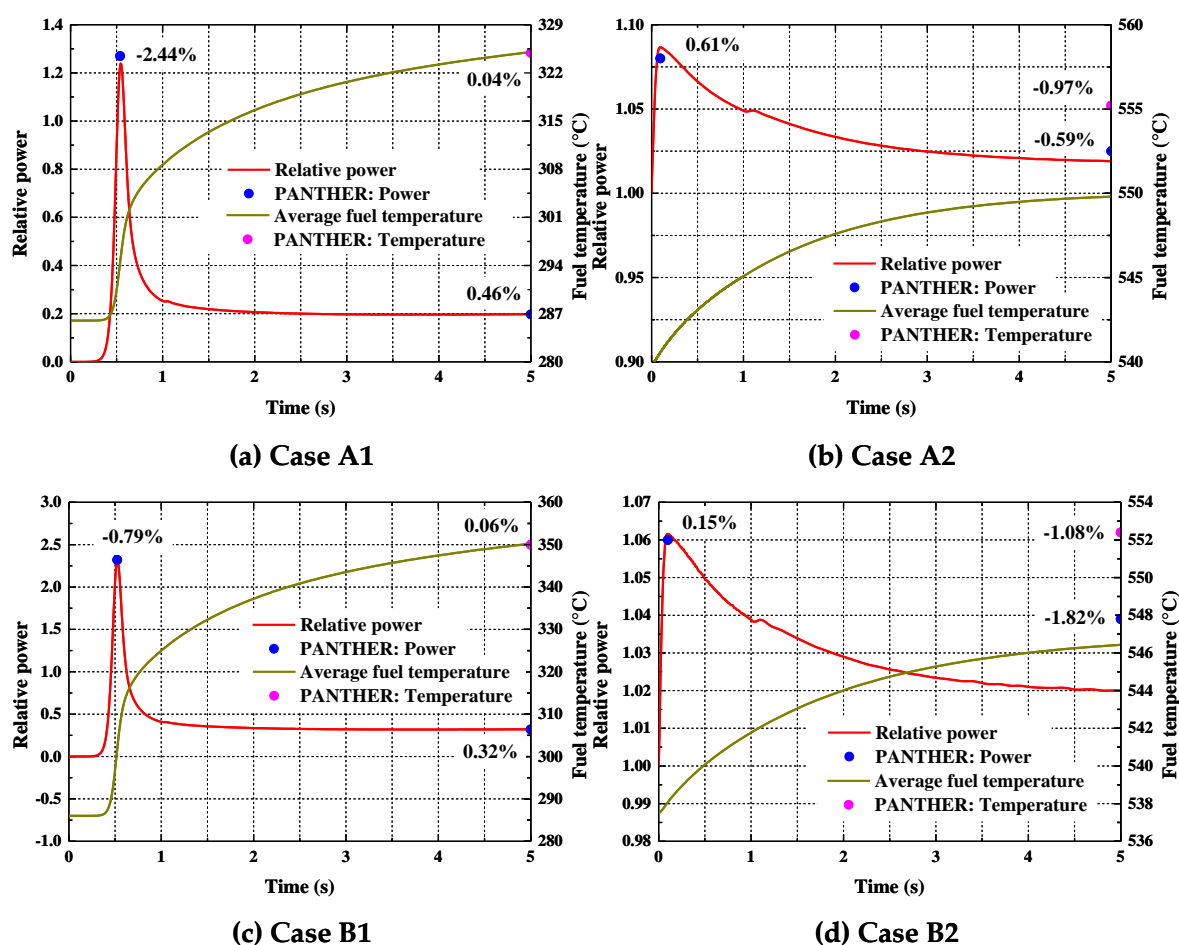 1.4
1.3
1.2
1.0
0.8
0.6
0.4
0.2
0.0
Relative power
-2.44%
0.04%
0.46%
Relative power
PANTHER: Power
Average fuel temperature
PANTHER: Temperature
329
322
315
308
301
294
287
280
Fuel temperature (°C)
0 1 2 3 4 5
Time (s)
(a) Case A1
1.10
1.05
1.00
0.95
0.90
Relative power
0.61%
-0.97%
-0.59%
Relative power
PANTHER: Power
Average fuel temperature
PANTHER: Temperature
560
555
550
545
540
Fuel temperature (°C)
0 1 2 3 4 5
Time (s)
(b) Case A2
3.0
2.5
2.0
1.5
1.0
0.5
0.0
-0.5
-1.0
Relative power
-0.79%
0.06%
0.32%
Relative power
PANTHER: Power
Average fuel temperature
PANTHER: Temperature
360
350
340
330
320
310
300
290
280
Fuel temperature (°C)
0 1 2 3 4 5
Time (s)
(c) Case B1
1.07
1.06
1.05
1.04
1.03
1.02
1.01
1.00
0.99
0.98
Relative power
0.15%
-1.08%
-1.82%
Relative power
PANTHER: Power
Average fuel temperature
PANTHER: Temperature
554
552
550
548
546
544
542
540
538
536
Fuel temperature (°C)
0 1 2 3 4 5
Time (s)
(d) Case B2